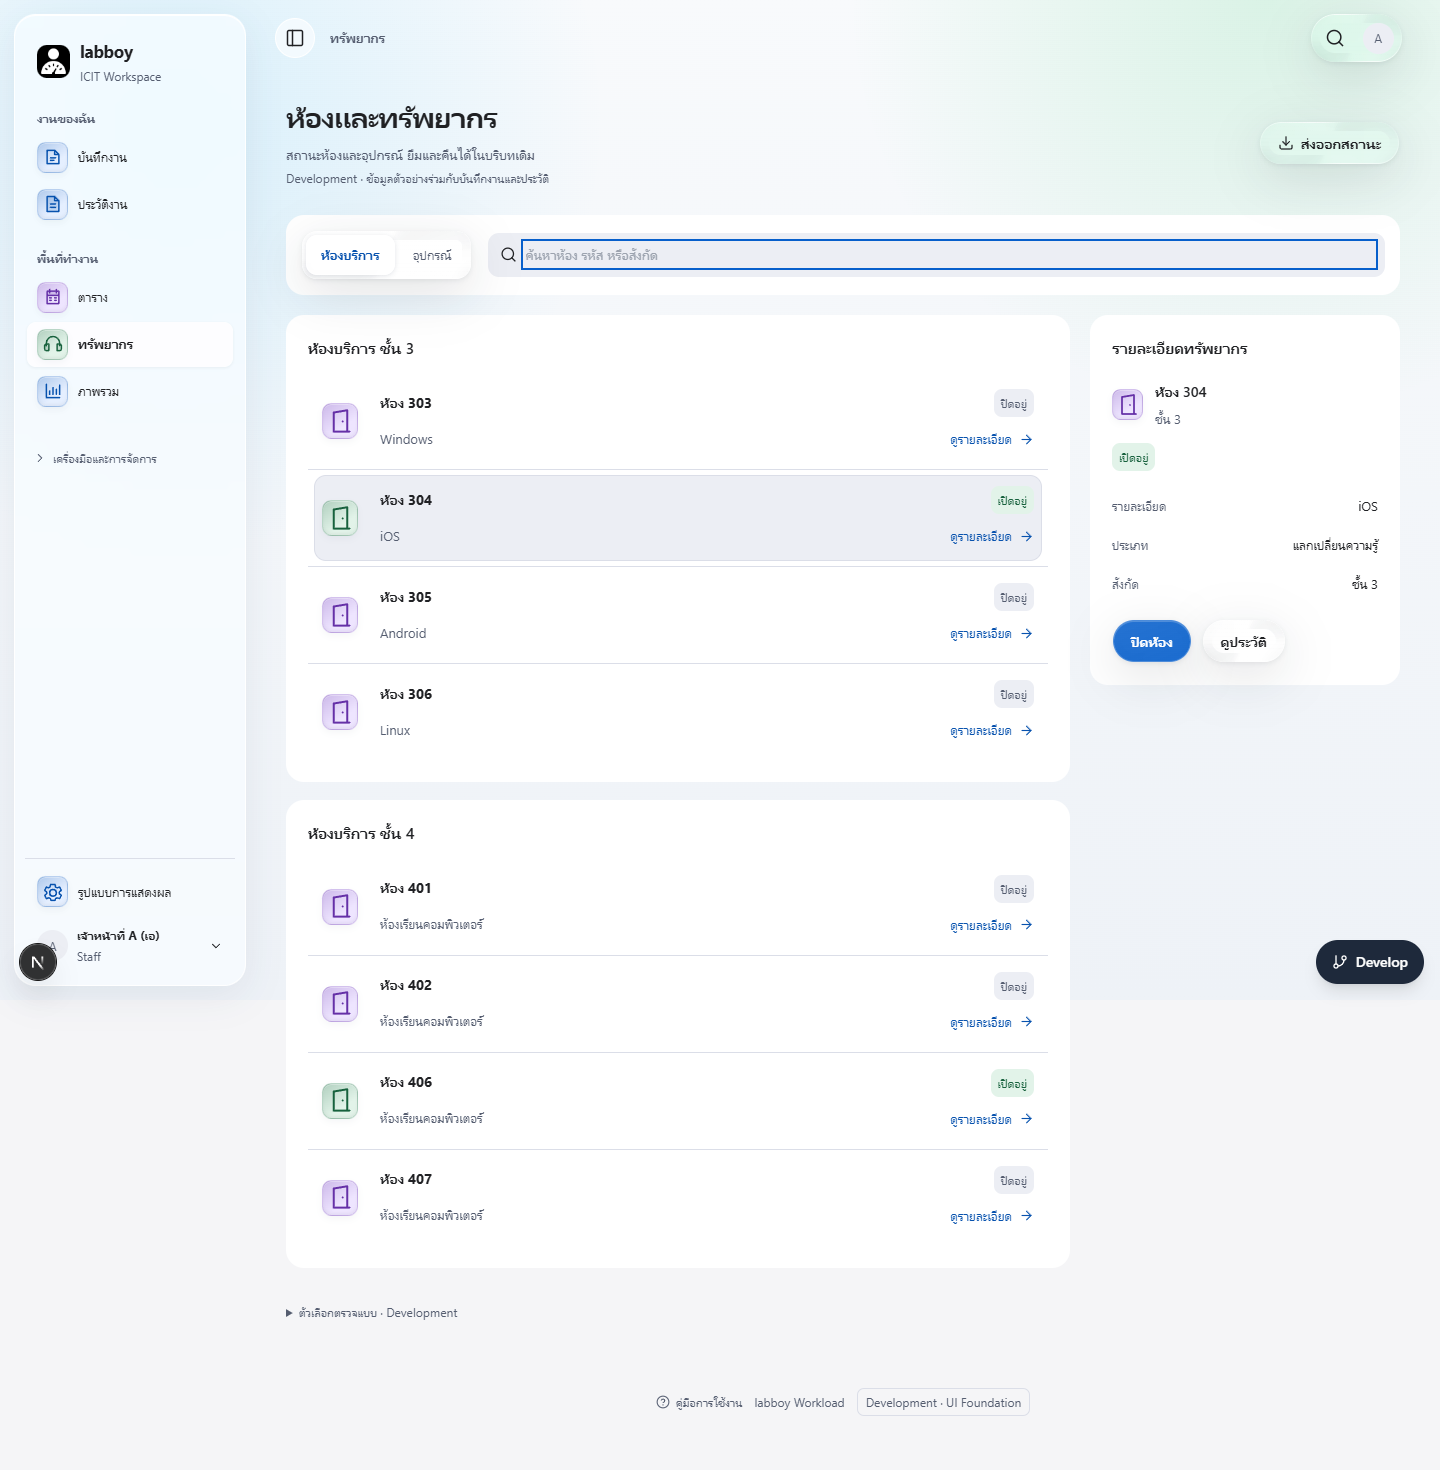 labboy
ICIT Workspace
งานของฉัน
บันทึกงาน
ประวัติงาน
พื้นที่ทำงาน
ตาราง
ทรัพยากร
ภาพรวม
เครื่องมือและการจัดการ
รูปแบบการแสดงผล
A
เจ้าหน้าที่ A (เอ)
Staff
N
ทรัพยากร
A
ห้องและทรัพยากร
สถานะห้องและอุปกรณ์ ยืมและคืนได้ในบริบทเดิม
Development · ข้อมูลตัวอย่างร่วมกับบันทึกงานและประวัติ
ส่งออกสถานะ
ห้องบริการ
อุปกรณ์
ค้นหาห้อง รหัส หรือสังกัด
ห้องบริการ ชั้น 3
ห้อง 303
ปิดอยู่
Windows
ดูรายละเอียด
ห้อง 304
เปิดอยู่
iOS
ดูรายละเอียด
ห้อง 305
ปิดอยู่
Android
ดูรายละเอียด
ห้อง 306
ปิดอยู่
Linux
ดูรายละเอียด
ห้องบริการ ชั้น 4
ห้อง 401
ปิดอยู่
ห้องเรียนคอมพิวเตอร์
ดูรายละเอียด
ห้อง 402
ปิดอยู่
ห้องเรียนคอมพิวเตอร์
ดูรายละเอียด
ห้อง 406
เปิดอยู่
ห้องเรียนคอมพิวเตอร์
ดูรายละเอียด
ห้อง 407
ปิดอยู่
ห้องเรียนคอมพิวเตอร์
ดูรายละเอียด
รายละเอียดทรัพยากร
ห้อง 304
ชั้น 3
เปิดอยู่
รายละเอียด iOS
ประเภท แลกเปลี่ยนความรู้
สังกัด ชั้น 3
ปิดห้อง
ดูประวัติ
Develop
ตัวเลือกตรวจแบบ · Development
คู่มือการใช้งาน labboy Workload Development · UI Foundation